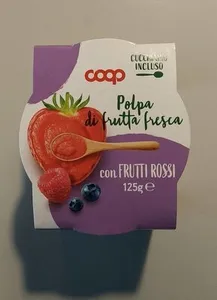 coop
CUCCHIAINO
INCLUSO
Polpa
di frutta fresca
con FRUTTI ROSSI
125g e